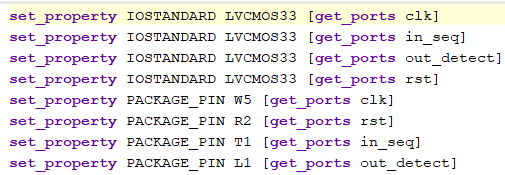 set_property IOSTANDARD LVCMOS33 [get_ports clk]
set_property IOSTANDARD LVCMOS33 [get_ports in_seq]
set_property IOSTANDARD LVCMOS33 [get_ports out_detect]
set_property IOSTANDARD LVCMOS33 [get_ports rst]
set_property PACKAGE_PIN W5 [get_ports clk]
set_property PACKAGE_PIN R2 [get_ports rst]
set_property PACKAGE_PIN T1 [get_ports in_seq]
set_property PACKAGE_PIN L1 [get_ports out_detect]